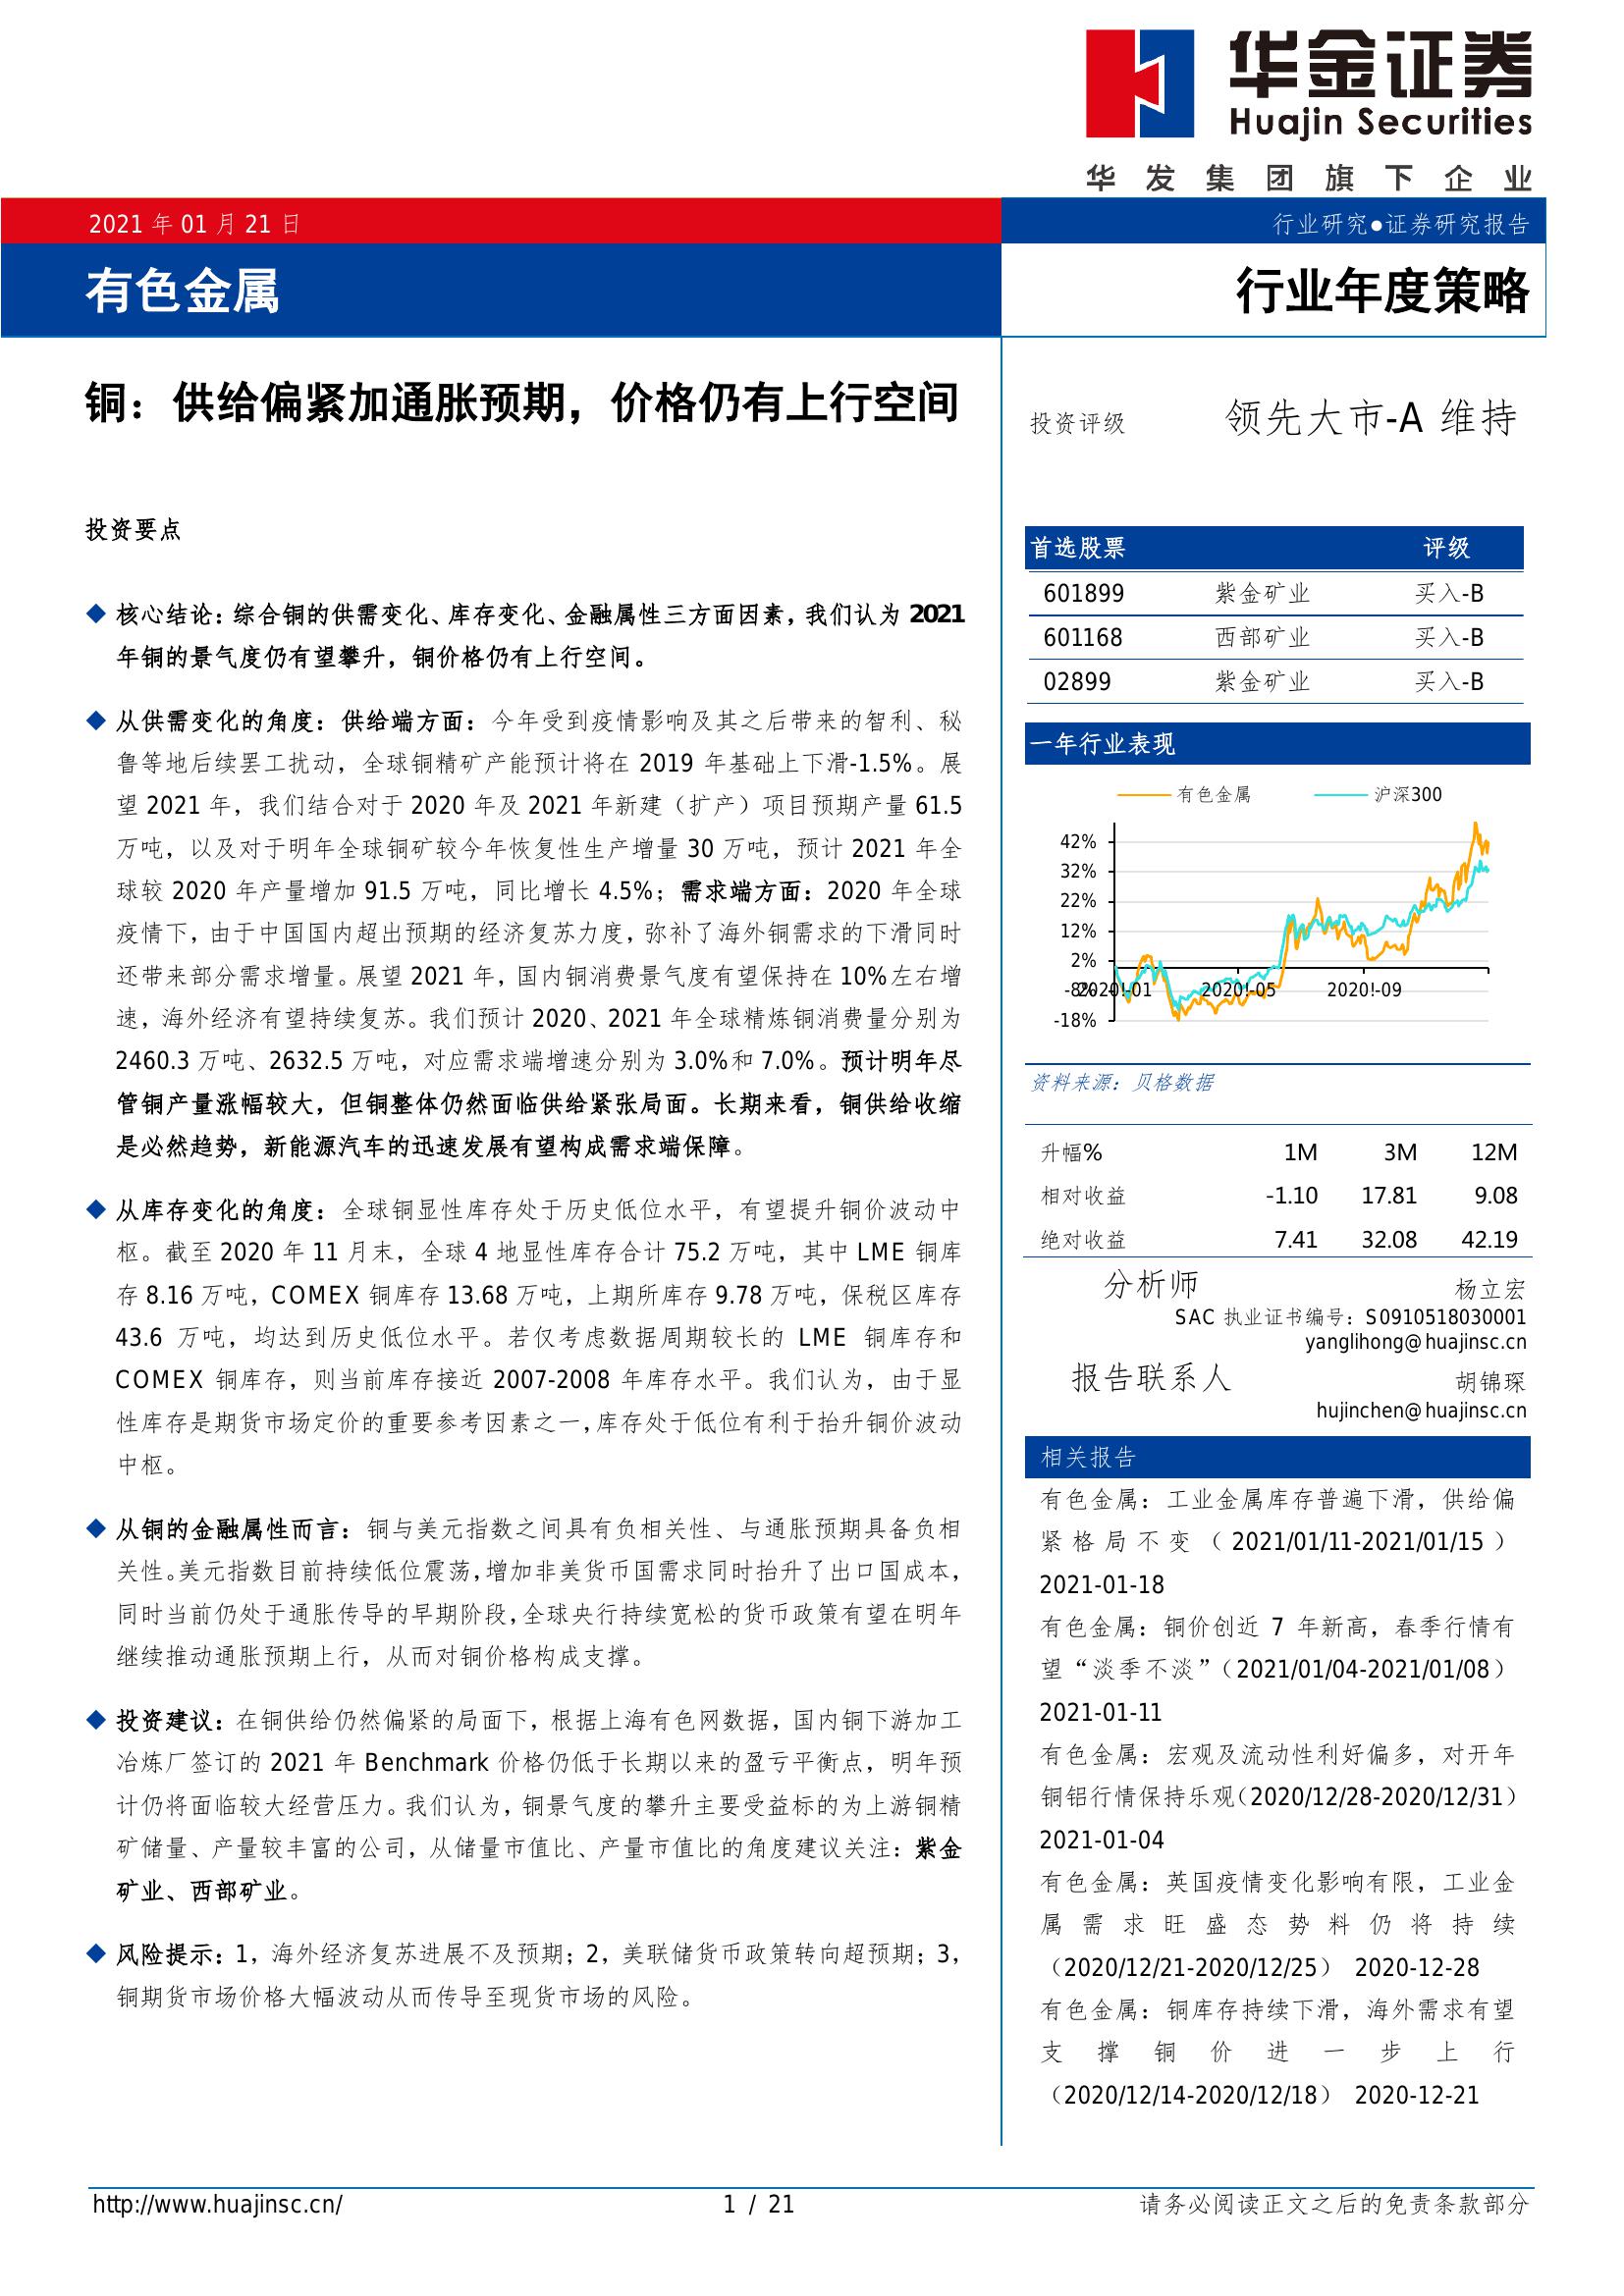 华金证券
Huajin Securities
华发集团旗下企业
2021 年 01 月 21 日
行业研究●证券研究报告
有色金属
行业年度策略
铜：供给偏紧加通胀预期，价格仍有上行空间
投资要点
◆ 核心结论：综合铜的供需变化、库存变化、金融属性三方面因素，我们认为 2021
年铜的景气度仍有望攀升，铜价格仍有上行空间。
◆ 从供需变化的角度：供给端方面：今年受到疫情影响及其之后带来的智利、秘
鲁等地后续罢工扰动，全球铜精矿产能预计将在 2019 年基础上下滑-1.5%。展
望 2021 年，我们结合对于 2020 年及 2021 年新建（扩产）项目预期产量 61.5
万吨，以及对于明年全球铜矿较今年恢复性生产增量 30 万吨，预计 2021 年全
球较 2020 年产量增加 91.5 万吨，同比增长 4.5%；需求端方面：2020 年全球
疫情下，由于中国国内超出预期的经济复苏力度，弥补了海外铜需求的下滑同时
还带来部分需求增量。展望 2021 年，国内铜消费景气度有望保持在 10%左右增
速，海外经济有望持续复苏。我们预计 2020、2021 年全球精炼铜消费量分别为
2460.3 万吨、2632.5 万吨，对应需求端增速分别为 3.0%和 7.0%。预计明年尽
管铜产量涨幅较大，但铜整体仍然面临供给紧张局面。长期来看，铜供给收缩
是必然趋势，新能源汽车的迅速发展有望构成需求端保障。
◆ 从库存变化的角度：全球铜显性库存处于历史低位水平，有望提升铜价波动中
枢。截至 2020 年 11 月末，全球 4 地显性库存合计 75.2 万吨，其中 LME 铜库
存 8.16 万吨，COMEX 铜库存 13.68 万吨，上期所库存 9.78 万吨，保税区库存
43.6 万吨，均达到历史低位水平。若仅考虑数据周期较长的 LME 铜库存和
COMEX 铜库存，则当前库存接近 2007-2008 年库存水平。我们认为，由于显
性库存是期货市场定价的重要参考因素之一，库存处于低位有利于抬升铜价波动
中枢。
◆ 从铜的金融属性而言：铜与美元指数之间具有负相关性、与通胀预期具备负相
关性。美元指数目前持续低位震荡，增加非美货币国需求同时抬升了出口国成本，
同时当前仍处于通胀传导的早期阶段，全球央行持续宽松的货币政策有望在明年
继续推动通胀预期上行，从而对铜价格构成支撑。
◆ 投资建议：在铜供给仍然偏紧的局面下，根据上海有色网数据，国内铜下游加工
冶炼厂签订的 2021 年 Benchmark 价格仍低于长期以来的盈亏平衡点，明年预
计仍将面临较大经营压力。我们认为，铜景气度的攀升主要受益标的为上游铜精
矿储量、产量较丰富的公司，从储量市值比、产量市值比的角度建议关注：紫金
矿业、西部矿业。
◆ 风险提示：1，海外经济复苏进展不及预期；2，美联储货币政策转向超预期；3，
铜期货市场价格大幅波动从而传导至现货市场的风险。
投资评级 领先大市-A 维持
首选股票 评级
601899 紫金矿业 买入-B
601168 西部矿业 买入-B
02899 紫金矿业 买入-B
一年行业表现
有色金属 沪深300
42%
32%
22%
12%
2%
-8%
2020!-01 2020!-05 2020!-09
-18%
资料来源：贝格数据
升幅% 1M 3M 12M
相对收益 -1.10 17.81 9.08
绝对收益 7.41 32.08 42.19
分析师 杨立宏
SAC 执业证书编号：S0910518030001
yanglihong@huajinsc.cn
报告联系人 胡锦琛
hujinchen@huajinsc.cn
相关报告
有色金属：工业金属库存普遍下滑，供给偏
紧格局不变（2021/01/11-2021/01/15）
2021-01-18
有色金属：铜价创近 7 年新高，春季行情有
望“淡季不淡”（2021/01/04-2021/01/08）
2021-01-11
有色金属：宏观及流动性利好偏多，对开年
铜铝行情保持乐观（2020/12/28-2020/12/31）
2021-01-04
有色金属：英国疫情变化影响有限，工业金
属需求旺盛态势料仍将持续
（2020/12/21-2020/12/25） 2020-12-28
有色金属：铜库存持续下滑，海外需求有望
支撑铜价进一步上行
（2020/12/14-2020/12/18） 2020-12-21
http://www.huajinsc.cn/ 1 / 21 请务必阅读正文之后的免责条款部分